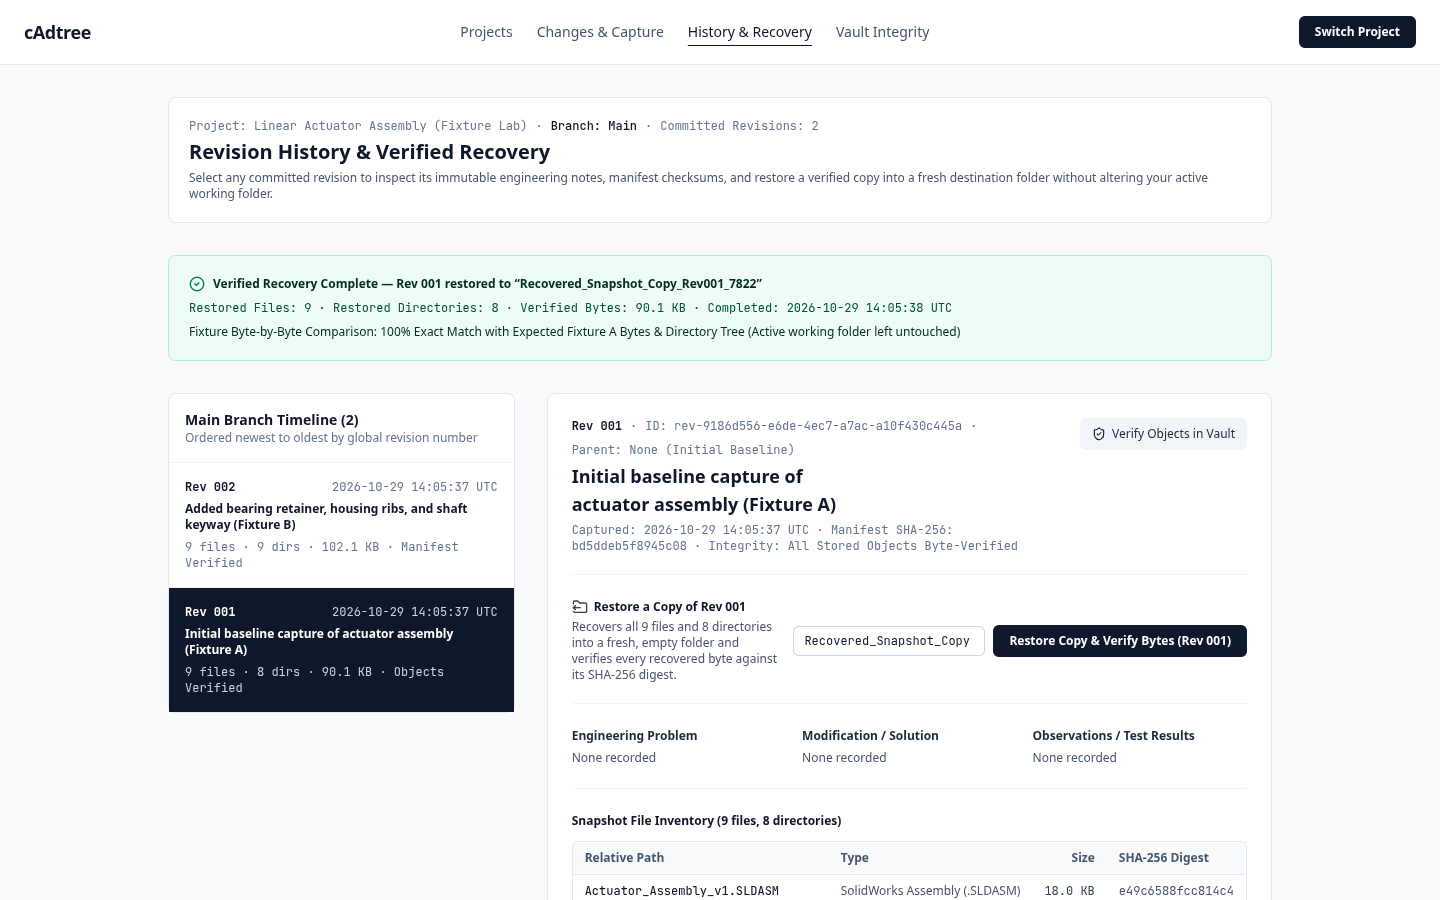 cAdtree
Projects
Changes & Capture
History & Recovery
Vault Integrity
Switch Project
Project: Linear Actuator Assembly (Fixture Lab) · Branch: Main · Committed Revisions: 2
Revision History & Verified Recovery
Select any committed revision to inspect its immutable engineering notes, manifest checksums, and restore a verified copy into a fresh destination folder without altering your active
working folder.
Verified Recovery Complete — Rev 001 restored to “Recovered_Snapshot_Copy_Rev001_7822”
Restored Files: 9 · Restored Directories: 8 · Verified Bytes: 90.1 KB · Completed: 2026-10-29 14:05:38 UTC
Fixture Byte-by-Byte Comparison: 100% Exact Match with Expected Fixture A Bytes & Directory Tree (Active working folder left untouched)
Main Branch Timeline (2)
Ordered newest to oldest by global revision number
Rev 002 2026-10-29 14:05:37 UTC
Added bearing retainer, housing ribs, and shaft
keyway (Fixture B)
9 files · 9 dirs · 102.1 KB · Manifest
Verified
Rev 001 2026-10-29 14:05:37 UTC
Initial baseline capture of actuator assembly
(Fixture A)
9 files · 8 dirs · 90.1 KB · Objects
Verified
Rev 001 · ID: rev-9186d556-e6de-4ec7-a7ac-a10f430c445a ·
Parent: None (Initial Baseline)
Verify Objects in Vault
Initial baseline capture of
actuator assembly (Fixture A)
Captured: 2026-10-29 14:05:37 UTC · Manifest SHA-256:
bd5ddeb5f8945c08 · Integrity: All Stored Objects Byte-Verified
Restore a Copy of Rev 001
Recovers all 9 files and 8 directories
into a fresh, empty folder and
verifies every recovered byte against
its SHA-256 digest.
Recovered_Snapshot_Copy
Restore Copy & Verify Bytes (Rev 001)
Engineering Problem
None recorded
Modification / Solution
None recorded
Observations / Test Results
None recorded
Snapshot File Inventory (9 files, 8 directories)
Relative Path Type Size SHA-256 Digest
Actuator_Assembly_v1.SLDASM SolidWorks Assembly (.SLDASM) 18.0 KB e49c6588fcc814c4